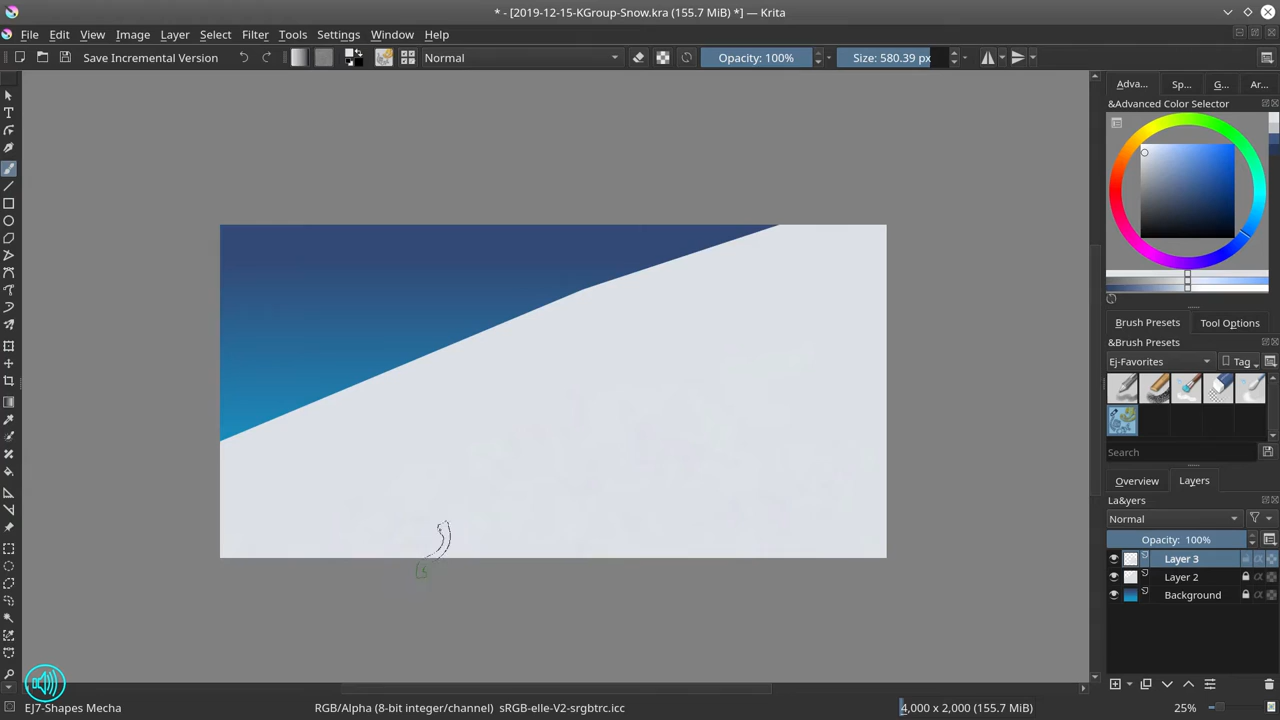 * - [2019-12-15-KGroup-Snow.kra (155.7 MiB) *] — Krita
File Edit View Image Layer Select Filter Tools Settings Window Help
Save Incremental Version Normal Opacity: 100% Size: 580.39 px
Adva... Sp... G... Ar...
&Advanced Color Selector
Brush Presets Tool Options
&Brush Presets
Ej-Favorites Tag
Search
Overview Layers
La&yers
Normal
Opacity: 100%
Layer 3
Layer 2
Background
EJ7-Shapes Mecha RGB/Alpha (8-bit integer/channel) sRGB-elle-V2-srgbtrc.icc 4,000 x 2,000 (155.7 MiB) 25%